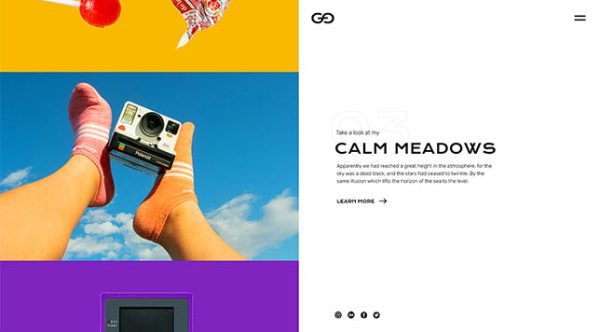 Polaroid
03
Take a look at my
CALM MEADOWS
Apparently we had reached a great height in the atmosphere, for the
sky was a dead black, and the stars had ceased to twinkle. By the
same illusion which lifts the horizon of the sea to the level.
LEARN MORE